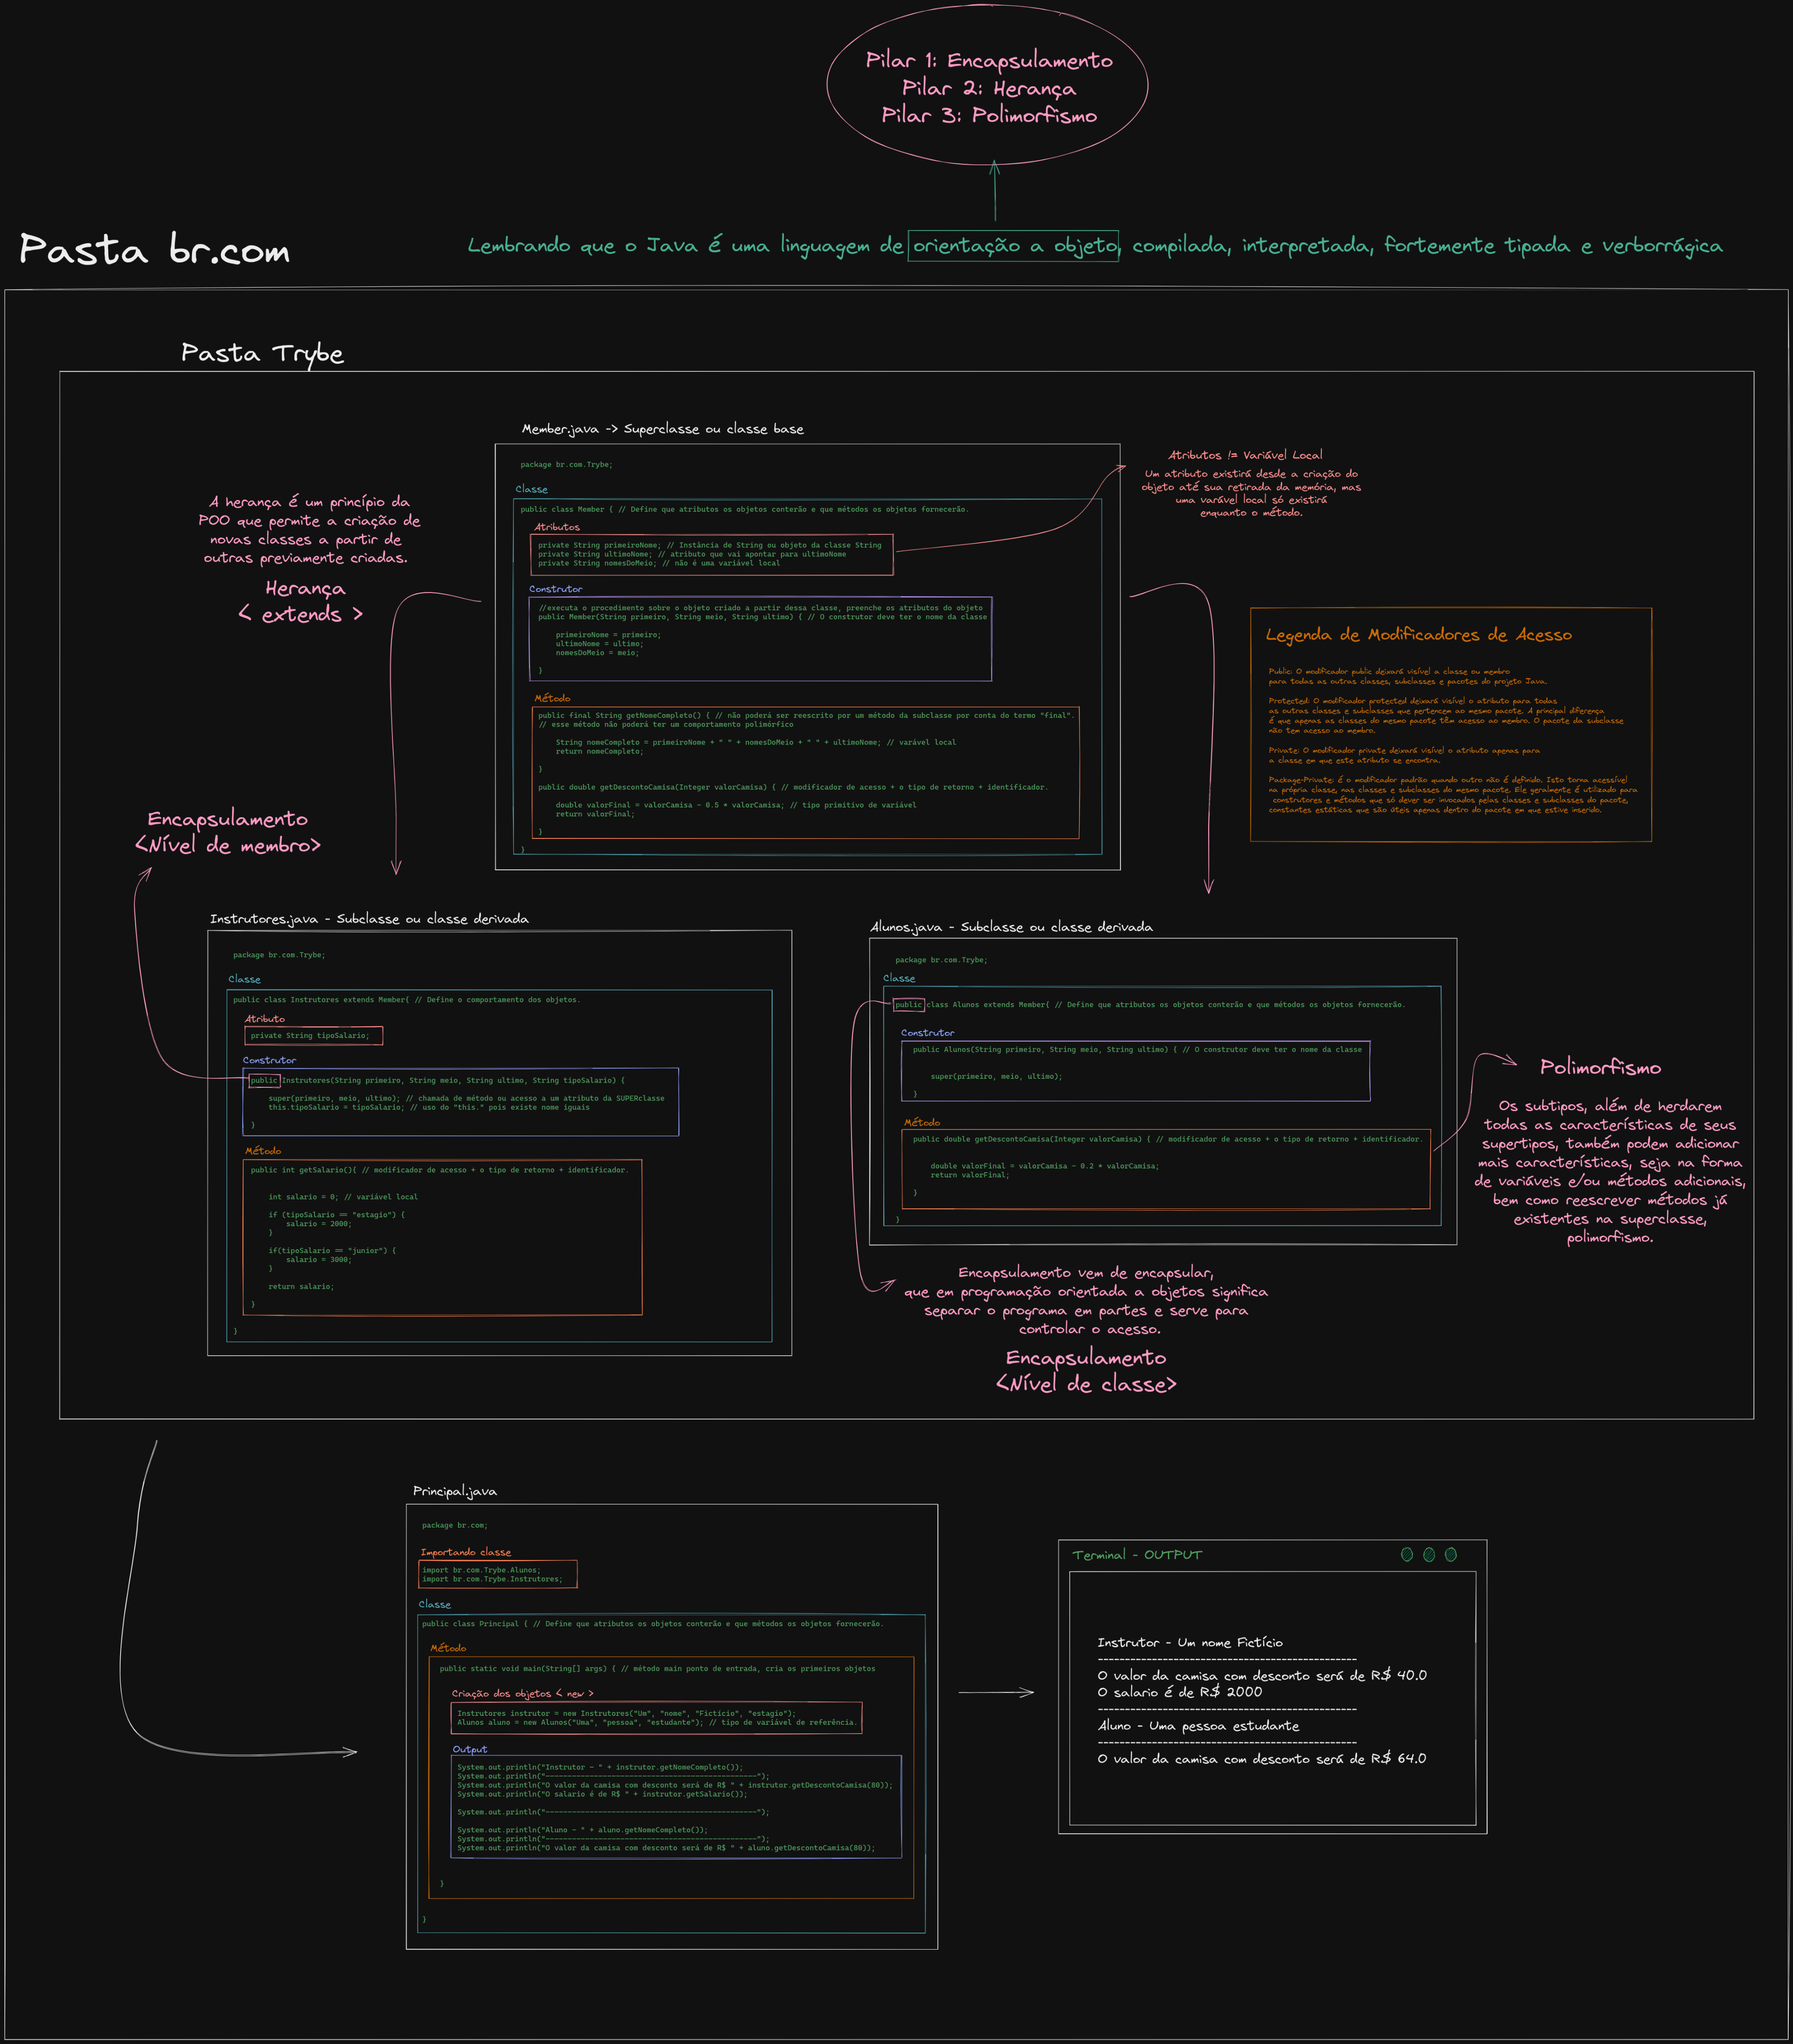 Pilar 1: Encapsulamento
Pilar 2: Herança
Pilar 3: Polimorfismo
Pasta br.com
Lembrando que o Java é uma linguagem de orientação a objeto, compilada, interpretada, fortemente tipada e verborrágica
Pasta Trybe
Member.java -> Superclasse ou classe base
package br.com.Trybe;
Classe
public class Member { // Define que atributos os objetos conterão e que métodos os objetos fornecerão.
Atributos
private String primeiroNome; // Instância de String ou objeto da classe String
private String ultimoNome; // atributo que vai apontar para ultimoNome
private String nomesDoMeio; // não é uma variável local
Construtor
//executa o procedimento sobre o objeto criado a partir dessa classe, preenche os atributos do objeto
public Member(String primeiro, String meio, String ultimo) { // O construtor deve ter o nome da classe
primeiroNome = primeiro;
ultimoNome = ultimo;
nomesDoMeio = meio;
}
Método
public final String getNomeCompleto() { // não poderá ser reescrito por um método da subclasse por conta do termo "final".
// esse método não poderá ter um comportamento polimórfico
String nomeCompleto = primeiroNome + " " + nomesDoMeio + " " + ultimoNome; // varável local
return nomeCompleto;
}
public double getDescontoCamisa(Integer valorCamisa) { // modificador de acesso + o tipo de retorno + identificador.
double valorFinal = valorCamisa - 0.5 * valorCamisa; // tipo primitivo de variável
return valorFinal;
}
}
Atributos != Variável Local
Um atributo existirá desde a criação do
objeto até sua retirada da memória, mas
uma varável local só existirá
enquanto o método.
A herança é um princípio da
POO que permite a criação de
novas classes a partir de
outras previamente criadas.
Herança
< extends >
Legenda de Modificadores de Acesso
Public: O modificador public deixará visível a classe ou membro
para todas as outras classes, subclasses e pacotes do projeto Java.
Protected: O modificador protected deixará visível o atributo para todas
as outras classes e subclasses que pertencem ao mesmo pacote. A principal diferença
é que apenas as classes do mesmo pacote têm acesso ao membro. O pacote da subclasse
não tem acesso ao membro.
Private: O modificador private deixará visível o atributo apenas para
a classe em que este atributo se encontra.
Package-Private: é o modificador padrão quando outro não é definido. Isto torna acessível
na própria classe, nas classes e subclasses do mesmo pacote. Ele geralmente é utilizado para
construtores e métodos que só dever ser invocados pelas classes e subclasses do pacote,
constantes estáticas que são úteis apenas dentro do pacote em que estive inserido.
Encapsulamento
<Nível de membro>
Instrutores.java - Subclasse ou classe derivada
package br.com.Trybe;
Classe
public class Instrutores extends Member{ // Define o comportamento dos objetos.
Atributo
private String tipoSalario;
Construtor
public Instrutores(String primeiro, String meio, String ultimo, String tipoSalario) {
super(primeiro, meio, ultimo); // chamada de método ou acesso a um atributo da SUPERclasse
this.tipoSalario = tipoSalario; // uso do "this." pois existe nome iguais
}
Método
public int getSalario(){ // modificador de acesso + o tipo de retorno + identificador.
int salario = 0; // variável local
if (tipoSalario == "estagio") {
salario = 2000;
}
if(tipoSalario == "junior") {
salario = 3000;
}
return salario;
}
}
Alunos.java - Subclasse ou classe derivada
package br.com.Trybe;
Classe
public class Alunos extends Member{ // Define que atributos os objetos conterão e que métodos os objetos fornecerão.
Construtor
public Alunos(String primeiro, String meio, String ultimo) { // O construtor deve ter o nome da classe
super(primeiro, meio, ultimo);
}
Método
public double getDescontoCamisa(Integer valorCamisa) { // modificador de acesso + o tipo de retorno + identificador.
double valorFinal = valorCamisa - 0.2 * valorCamisa;
return valorFinal;
}
}
Polimorfismo
Os subtipos, além de herdarem
todas as características de seus
supertipos, também podem adicionar
mais características, seja na forma
de variáveis e/ou métodos adicionais,
bem como reescrever métodos já
existentes na superclasse,
polimorfismo.
Encapsulamento vem de encapsular,
que em programação orientada a objetos significa
separar o programa em partes e serve para
controlar o acesso.
Encapsulamento
<Nível de classe>
Principal.java
package br.com;
Importando classe
import br.com.Trybe.Alunos;
import br.com.Trybe.Instrutores;
Classe
public class Principal { // Define que atributos os objetos conterão e que métodos os objetos fornecerão.
Método
public static void main(String[] args) { // método main ponto de entrada, cria os primeiros objetos
Criação dos objetos < new >
Instrutores instrutor = new Instrutores("Um", "nome", "Fictício", "estagio");
Alunos aluno = new Alunos("Uma", "pessoa", "estudante"); // tipo de variável de referência.
Output
System.out.println("Instrutor - " + instrutor.getNomeCompleto());
System.out.println("------------------------------------------------");
System.out.println("O valor da camisa com desconto será de R$ " + instrutor.getDescontoCamisa(80));
System.out.println("O salario é de R$ " + instrutor.getSalario());
System.out.println("------------------------------------------------");
System.out.println("Aluno - " + aluno.getNomeCompleto());
System.out.println("------------------------------------------------");
System.out.println("O valor da camisa com desconto será de R$ " + aluno.getDescontoCamisa(80));
}
}
Terminal - OUTPUT
Instrutor - Um nome Fictício
------------------------------------------------
O valor da camisa com desconto será de R$ 40.0
O salario é de R$ 2000
------------------------------------------------
Aluno - Uma pessoa estudante
------------------------------------------------
O valor da camisa com desconto será de R$ 64.0